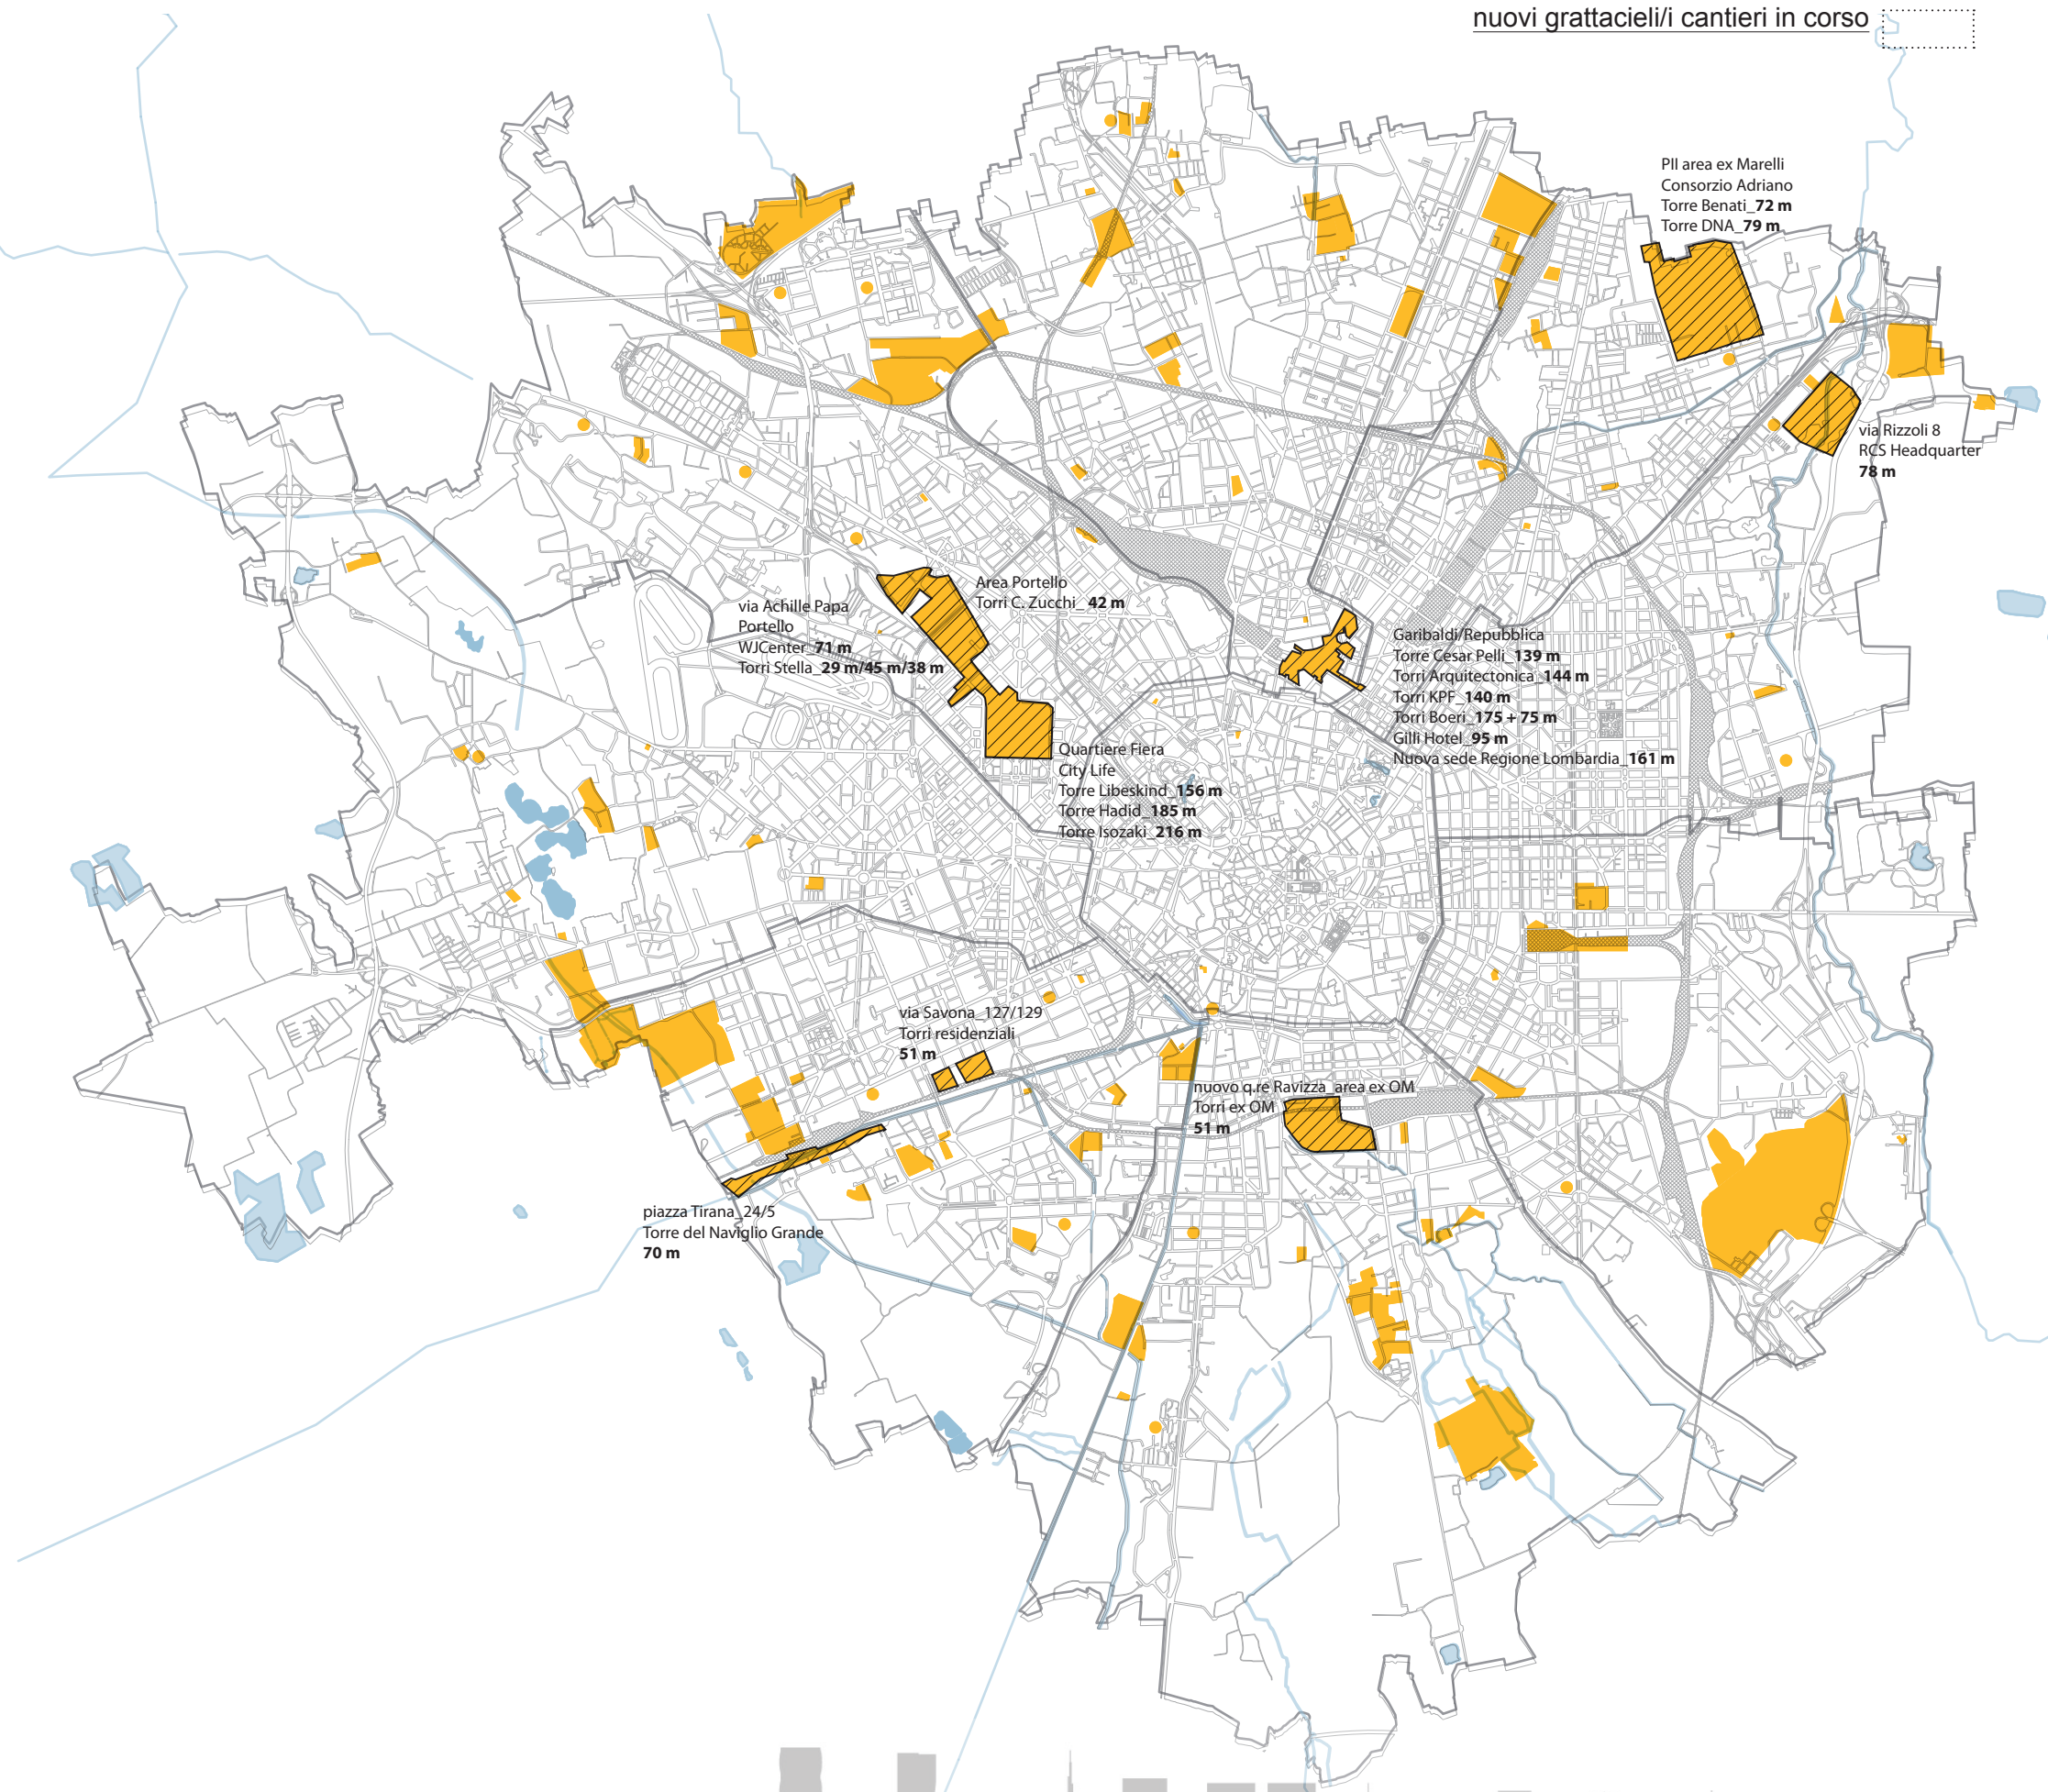 nuovi grattacieli/i cantieri in corso
PII area ex Marelli
Consorzio Adriano
Torre Benati_72 m
Torre DNA_79 m
via Rizzoli 8
RCS Headquarter
78 m
Area Portello
Torri C. Zucchi_ 42 m
via Achille Papa
Portello
WJCenter_71 m
Torri Stella_29 m/45 m/38 m
Garibaldi/Repubblica
Torre Cesar Pelli_139 m
Torri Arquitectonica_144 m
Torri KPF_140 m
Torri Boeri_175 + 75 m
Gilli Hotel_95 m
Nuova sede Regione Lombardia_161 m
Quartiere Fiera
City Life
Torre Libeskind_156 m
Torre Hadid_185 m
Torre Isozaki_216 m
via Savona_127/129
Torri residenziali
51 m
nuovo q.re Ravizza_area ex OM
Torri ex OM
51 m
piazza Tirana_24/5
Torre del Naviglio Grande
70 m